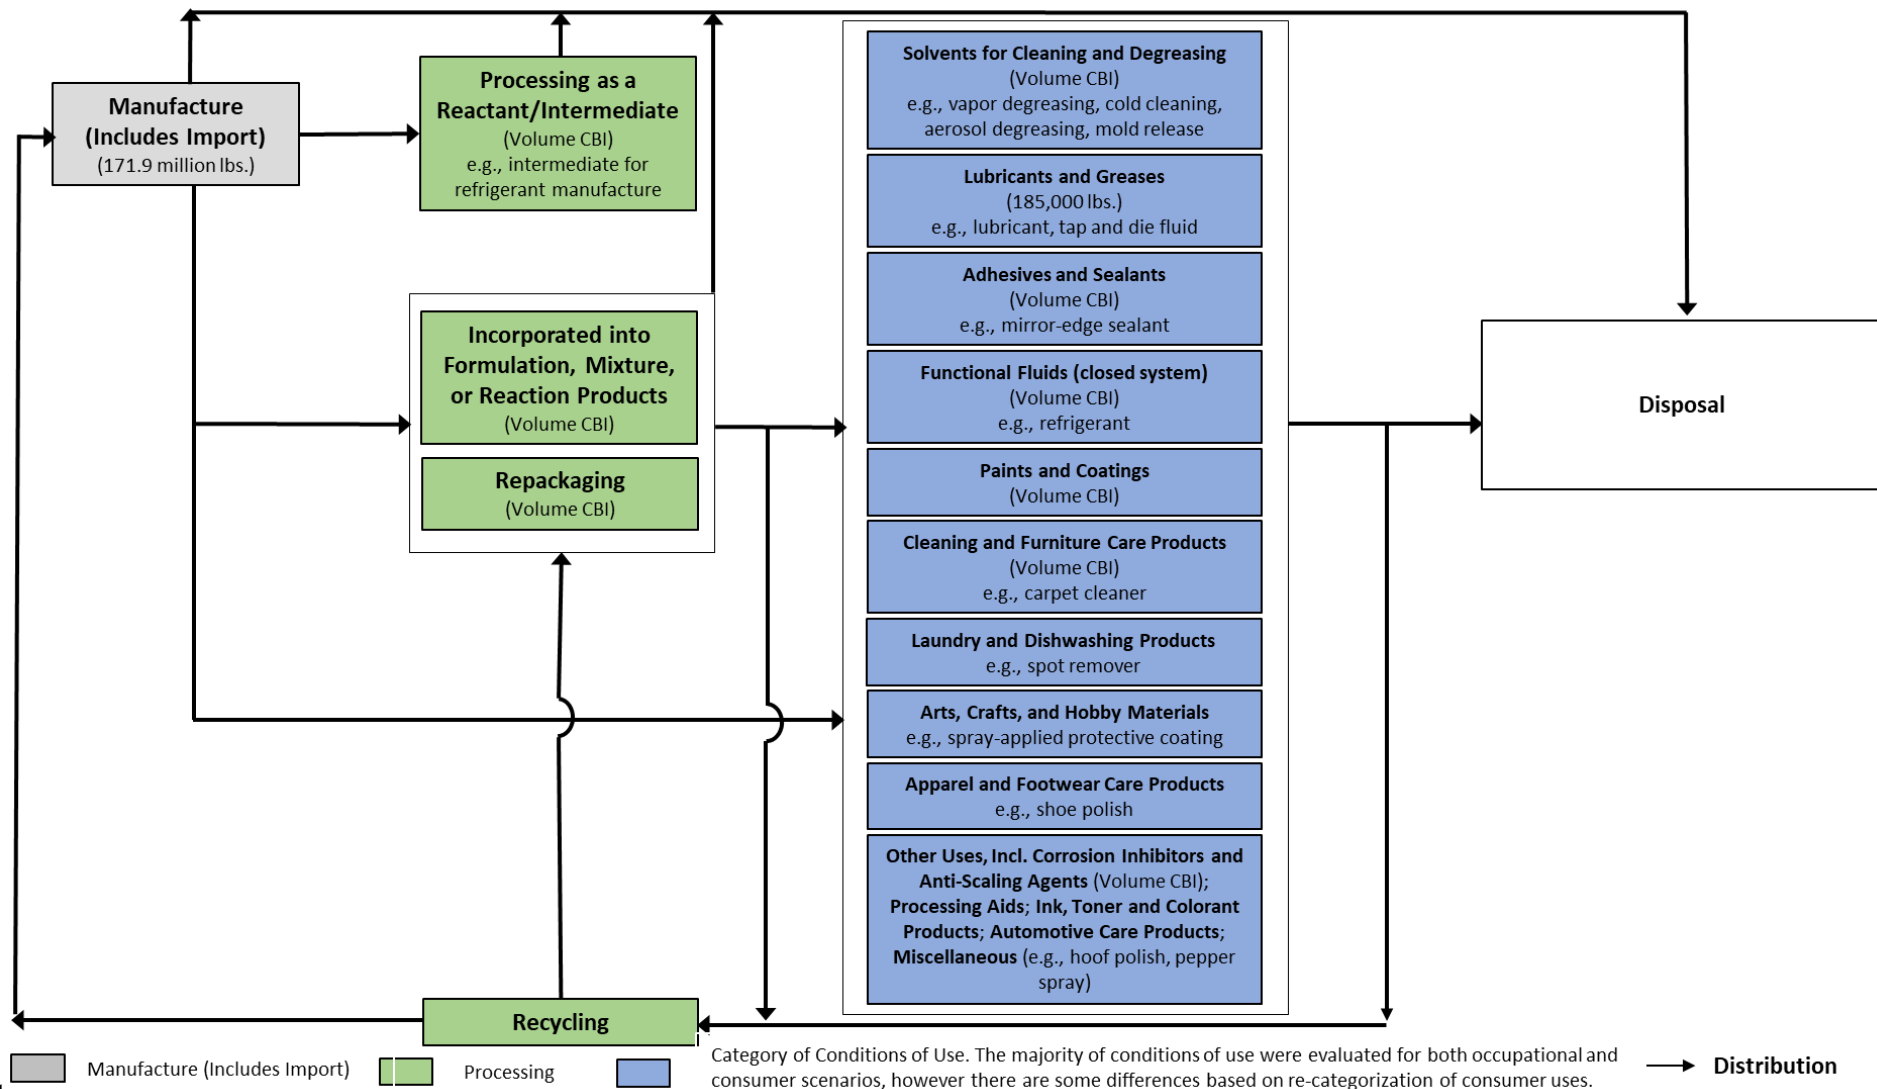 Manufacture
(Includes Import)
(171.9 million lbs.)
Processing as a
Reactant/Intermediate
(Volume CBI)
e.g., intermediate for
refrigerant manufacture
Incorporated into
Formulation, Mixture,
or Reaction Products
(Volume CBI)
Repackaging
(Volume CBI)
Recycling
Solvents for Cleaning and Degreasing
(Volume CBI)
e.g., vapor degreasing, cold cleaning,
aerosol degreasing, mold release
Lubricants and Greases
(185,000 lbs.)
e.g., lubricant, tap and die fluid
Adhesives and Sealants
(Volume CBI)
e.g., mirror-edge sealant
Functional Fluids (closed system)
(Volume CBI)
e.g., refrigerant
Paints and Coatings
(Volume CBI)
Cleaning and Furniture Care Products
(Volume CBI)
e.g., carpet cleaner
Laundry and Dishwashing Products
e.g., spot remover
Arts, Crafts, and Hobby Materials
e.g., spray-applied protective coating
Apparel and Footwear Care Products
e.g., shoe polish
Other Uses, Incl. Corrosion Inhibitors and
Anti-Scaling Agents (Volume CBI);
Processing Aids; Ink, Toner and Colorant
Products; Automotive Care Products;
Miscellaneous (e.g., hoof polish, pepper
spray)
Disposal
Manufacture (Includes Import)
Processing
Category of Conditions of Use. The majority of conditions of use were evaluated for both occupational and
consumer scenarios, however there are some differences based on re-categorization of consumer uses.
Distribution